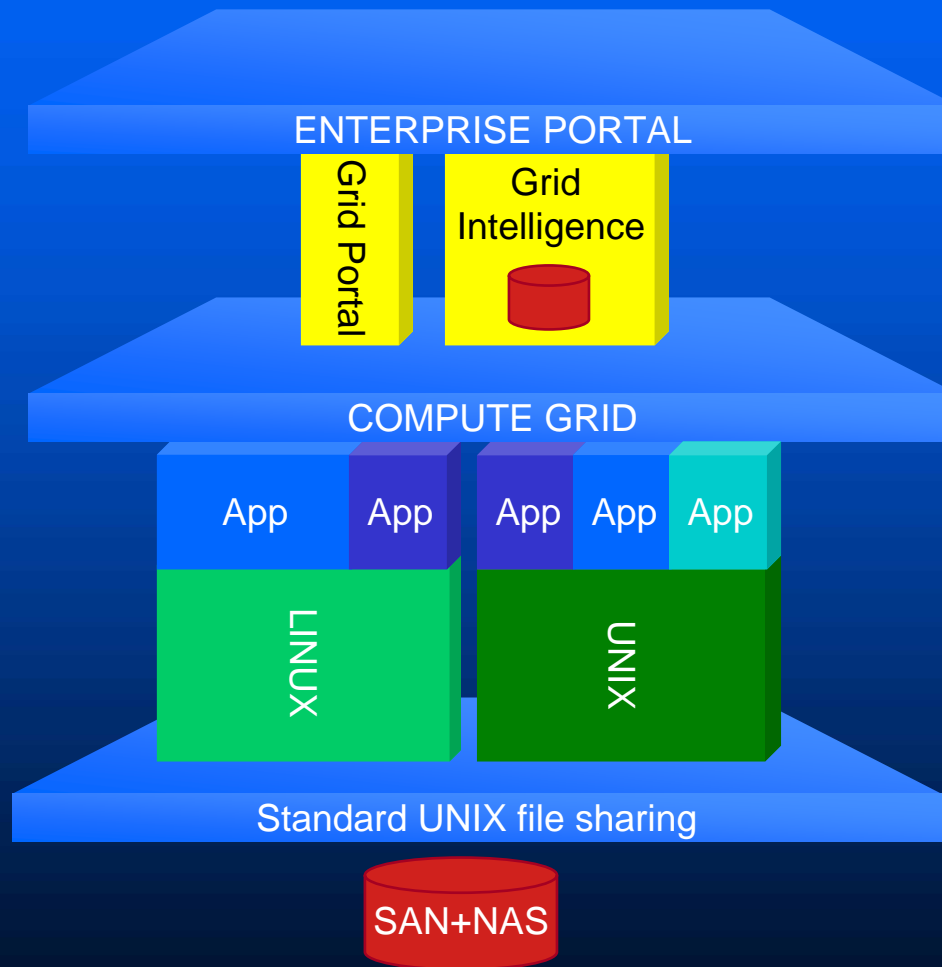 ENTERPRISE PORTAL
Grid Portal
Grid
Intelligence
COMPUTE GRID
App
App
App
App
App
LINUX
UNIX
Standard UNIX file sharing
SAN+NAS